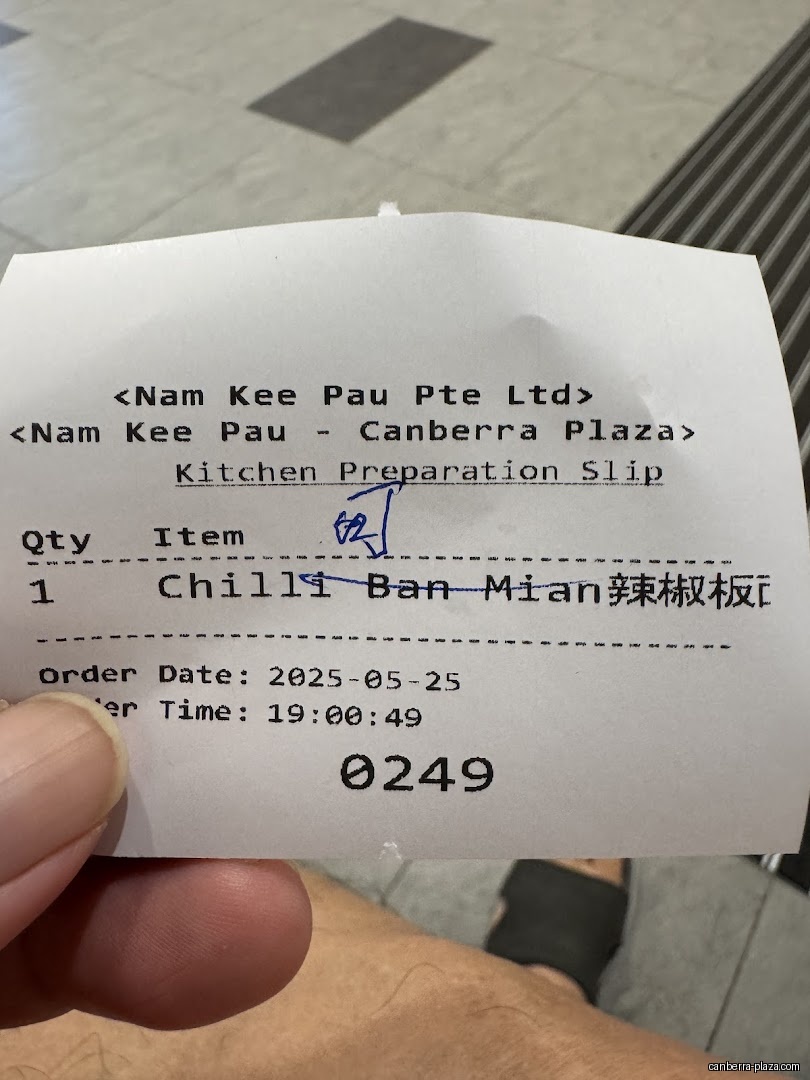 <Nam Kee Pau Pte Ltd>
<Nam Kee Pau - Canberra Plaza>
Kitchen Preparation Slip
Qty Item
1 Chilli Ban Mian辣椒板
Order Date: 2025-05-25
Time: 19:00:49
0249
canberra-plaza.com